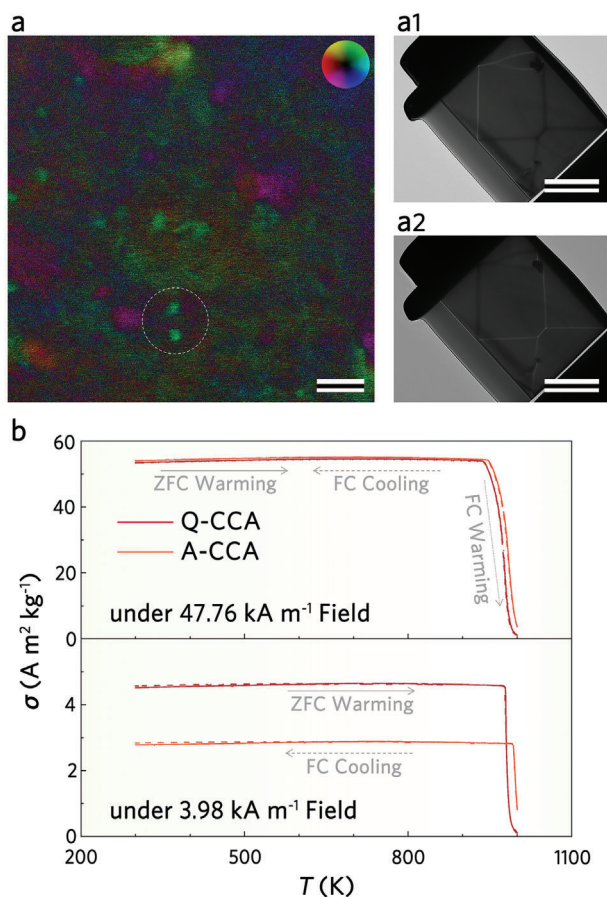 a
a1
a2
b
60
40
20
0
ZFC Warming
FC Cooling
FC Warming
Q-CCA
A-CCA
under 47.76 kA m⁻¹ Field
σ (A m² kg⁻¹)
4
2
0
ZFC Warming
FC Cooling
under 3.98 kA m⁻¹ Field
200
500
800
1100
T (K)